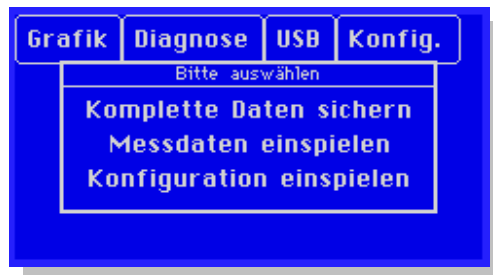 Grafik Diagnose USB Konfig.
Bitte auswählen
Komplette Daten sichern
Messdaten einspielen
Konfiguration einspielen